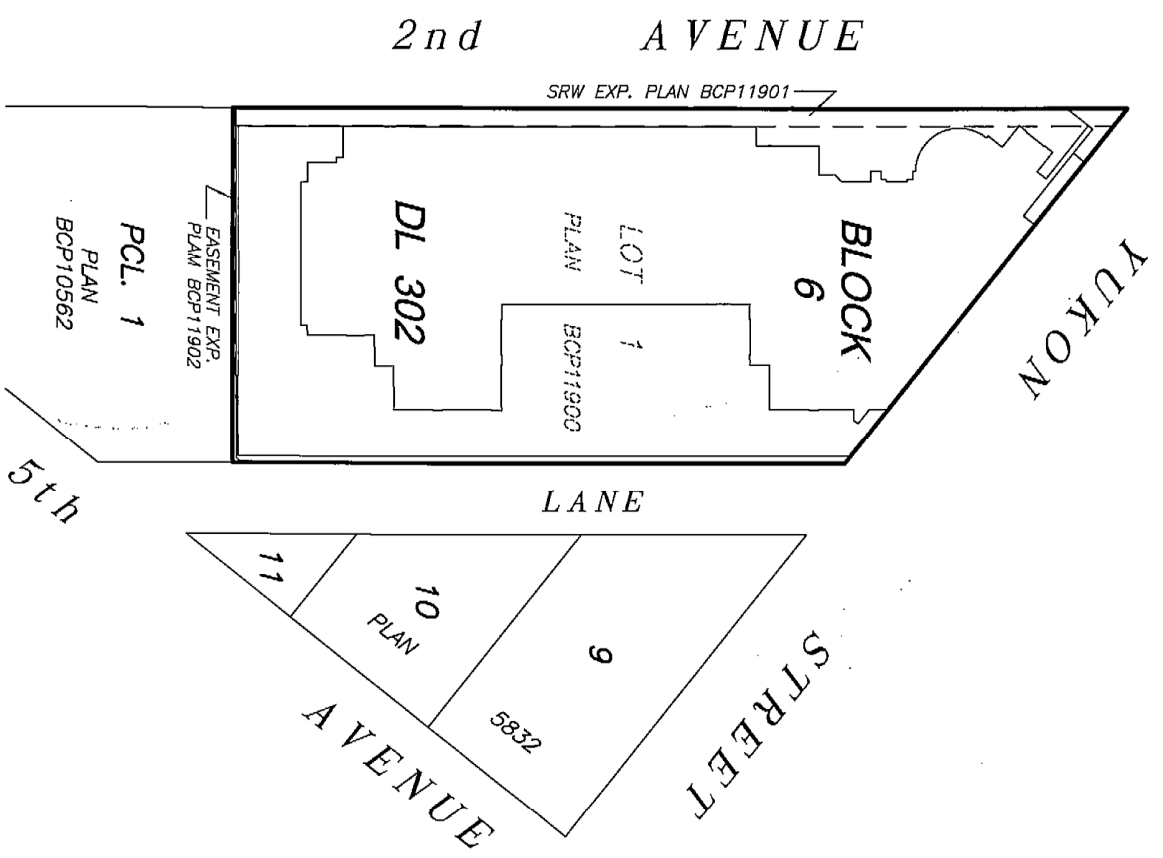 2nd AVENUE
SRW EXP. PLAN BCP11901
EASEMENT EXP.
PLAM BCP11902
PCL. 1
PLAN
BCP10562
DL 302
LOT 1
PLAN BCP11900
BLOCK
6
YUKON
5th
LANE
11
10
PLAN
9
5832
AVENUE
STREET